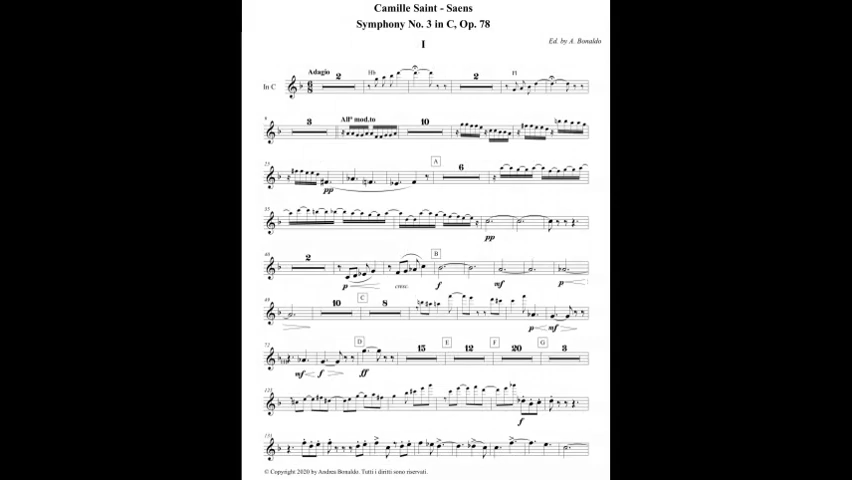 Camille Saint - Saens
Symphony No. 3 in C, Op. 78
I
Ed. by A. Bonaldo
Adagio
In C
2
Hb
2
Fl
3
All° mod.to
10
A
6
pp
pp
2
B
p
cresc.
f
mf
p
C
10
8
p
mf
D
E
F
G
15
12
20
3
mf
f
ff
f
© Copyright 2020 by Andrea Bonaldo. Tutti i diritti sono riservati.